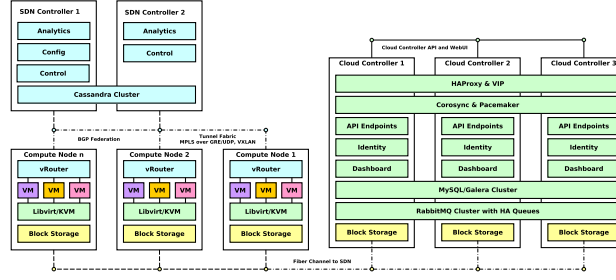 SDN Controller 1
Analytics
Config
Control
SDN Controller 2
Analytics
Control
Cassandra Cluster
BGP Federation
Tunnel Fabric
MPLS over GRE/UDP, VXLAN
Compute Node n
vRouter
VM VM VM
Libvirt/KVM
Block Storage
Compute Node 2
vRouter
VM VM VM
Libvirt/KVM
Block Storage
Compute Node 1
vRouter
VM VM VM
Libvirt/KVM
Block Storage
Cloud Controller API and WebUI
Cloud Controller 1
Cloud Controller 2
Cloud Controller 3
HAProxy & VIP
Corosync & Pacemaker
API Endpoints
API Endpoints
API Endpoints
Identity
Identity
Identity
Dashboard
Dashboard
Dashboard
MySQL/Galera Cluster
RabbitMQ Cluster with HA Queues
Block Storage
Block Storage
Block Storage
Fiber Channel to SDN